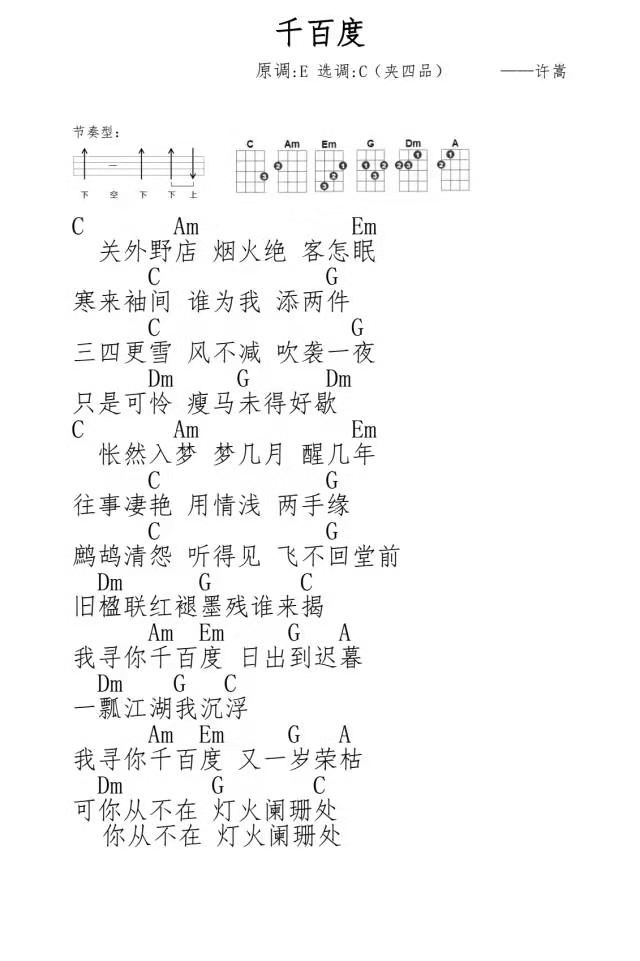 千百度
原调:E 选调:C（夹四品） ——许嵩
节奏型:
C Am Em G Dm A
下 空 下 下 上
C Am Em
关外野店 烟火绝 客怎眠
C G
寒来袖间 谁为我 添两件
C G
三四更雪 风不减 吹袭一夜
Dm G Dm
只是可怜 瘦马未得好歇
C Am Em
怅然入梦 梦几月 醒几年
C G
往事凄艳 用情浅 两手缘
C G
鹧鸪清怨 听得见 飞不回堂前
Dm G C
旧楹联红褪墨残谁来揭
Am Em G A
我寻你千百度 日出到迟暮
Dm G C
一瓢江湖我沉浮
Am Em G A
我寻你千百度 又一岁荣枯
Dm G C
可你从不在 灯火阑珊处
你从不在 灯火阑珊处